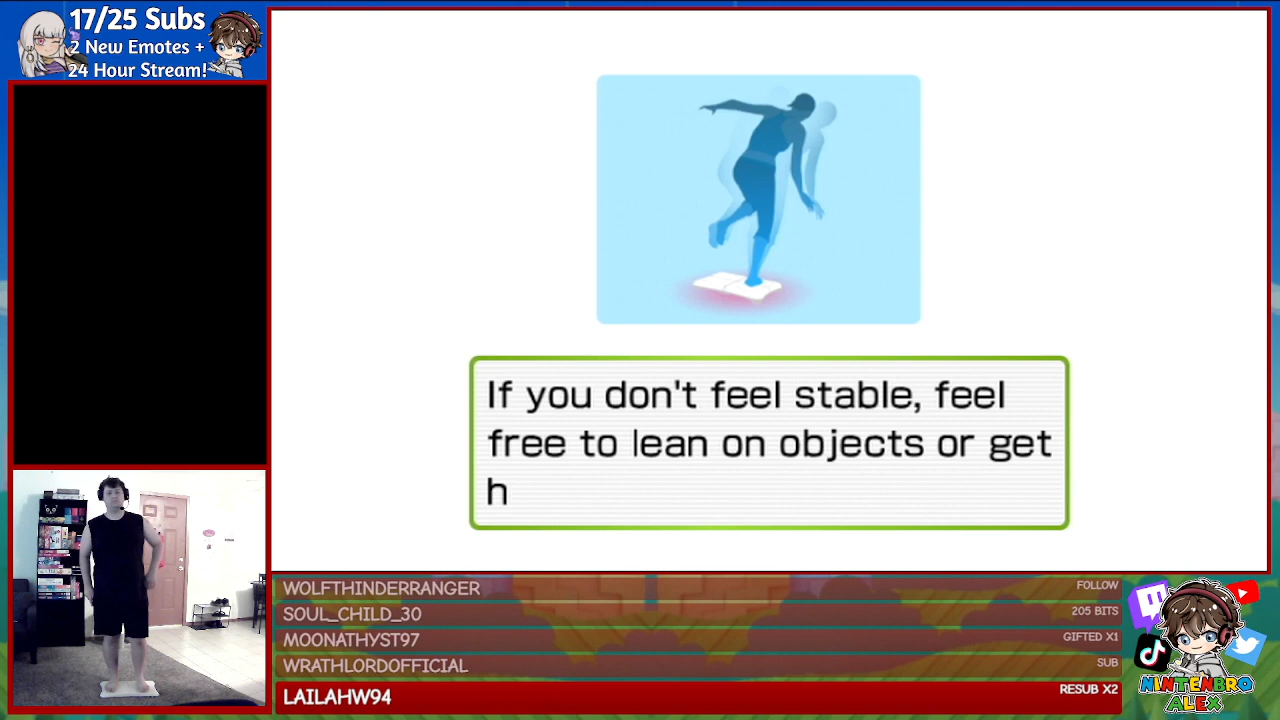 17/25 Subs
2 New Emotes +
24 Hour Stream!
If you don't feel stable, feel
free to lean on objects or get
h
WOLFTHINDERRANGER FOLLOW
SOUL_CHILD_30 205 BITS
MOONATHYST97 GIFTED X1
WRATHLORDOFFICIAL SUB
LAILAHW94 RESUB X2
NINTENBRO
ALEX